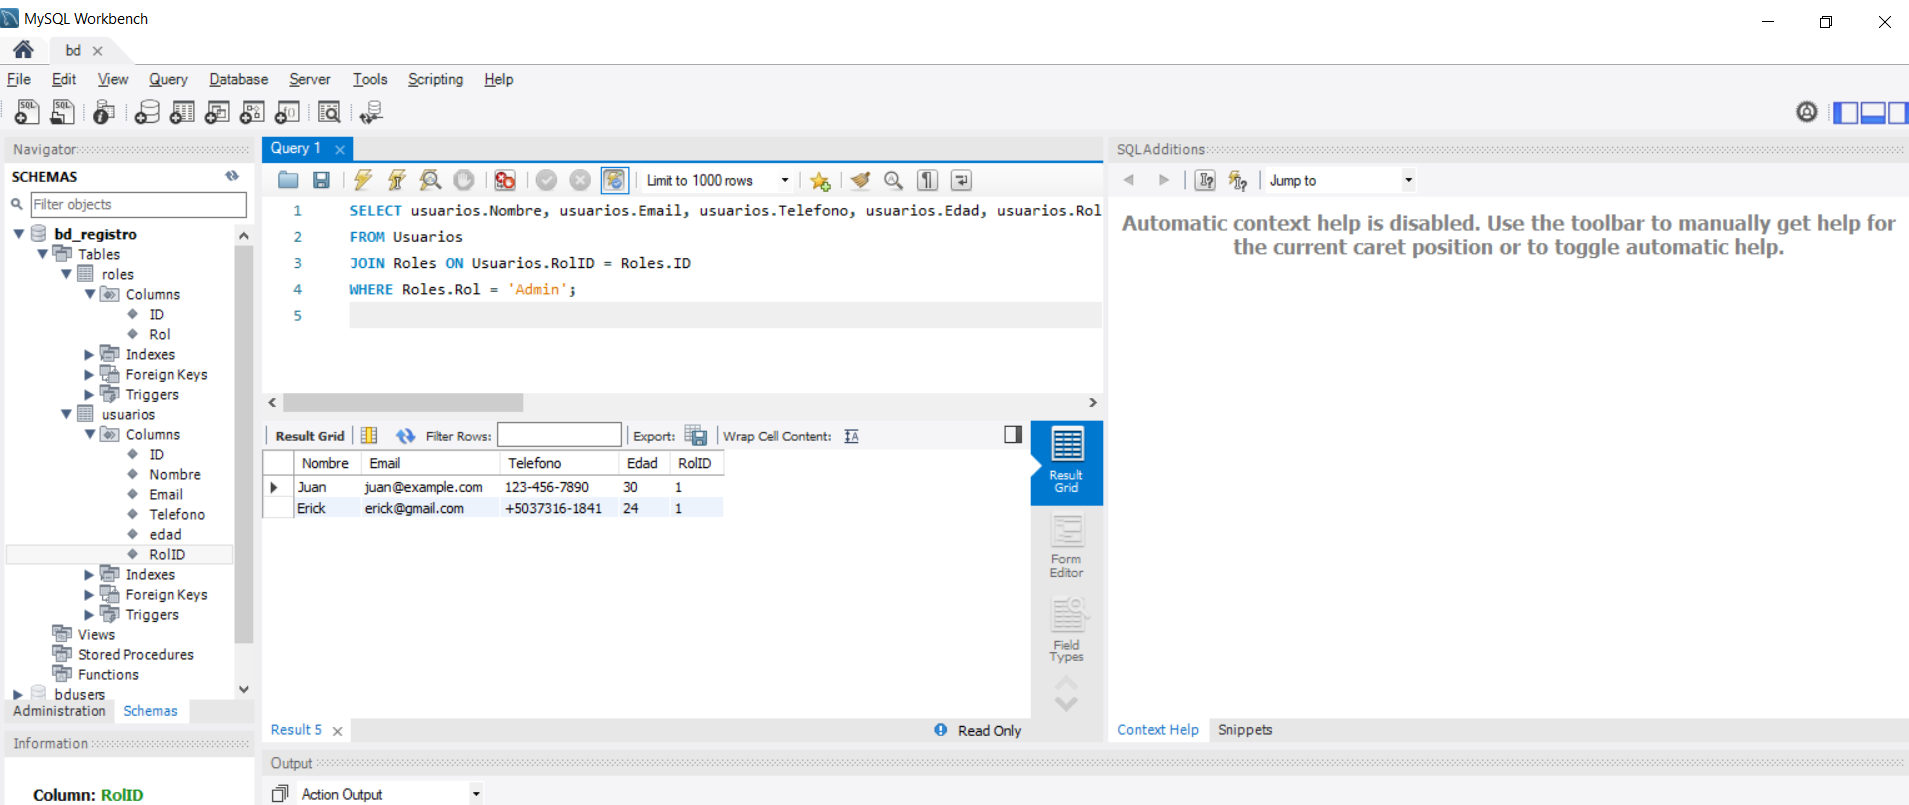 MySQL Workbench
bd
File Edit View Query Database Server Tools Scripting Help
Navigator
SCHEMAS
Filter objects
bd_registro
Tables
roles
Columns
ID
Rol
Indexes
Foreign Keys
Triggers
usuarios
Columns
ID
Nombre
Email
Telefono
edad
RolID
Indexes
Foreign Keys
Triggers
Views
Stored Procedures
Functions
bdusers
Administration Schemas
Information
Column: RolID
Query 1
Limit to 1000 rows
1 SELECT usuarios.Nombre, usuarios.Email, usuarios.Telefono, usuarios.Edad, usuarios.Rol
2 FROM Usuarios
3 JOIN Roles ON Usuarios.RolID = Roles.ID
4 WHERE Roles.Rol = 'Admin';
5
Result Grid Filter Rows: Export: Wrap Cell Content:
Nombre Email Telefono Edad RolID
Juan juan@example.com 123-456-7890 30 1
Erick erick@gmail.com +5037316-1841 24 1
Result
Grid
Form
Editor
Field
Types
Result 5 Read Only
Output
Action Output
SQLAdditions
Jump to
Automatic context help is disabled. Use the toolbar to manually get help for
the current caret position or to toggle automatic help.
Context Help Snippets